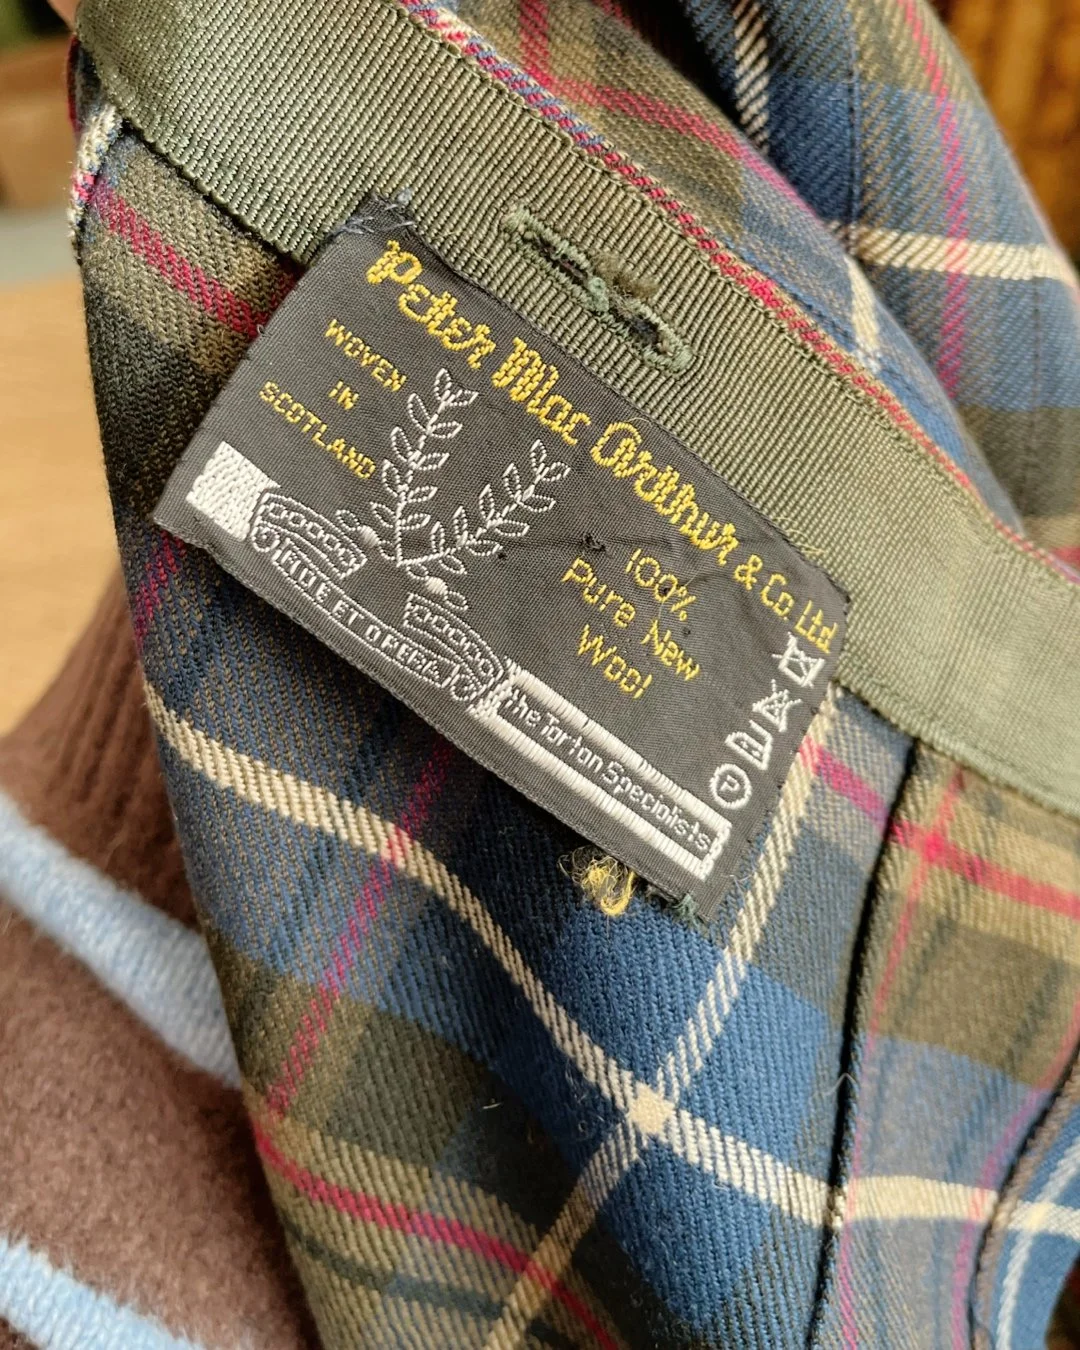 Peter Mac Arthur & Co. Ltd.
WOVEN
IN
SCOTLAND
100%
Pure New
Wool
FIDE ET OPERA
the Tartan Specialists
P